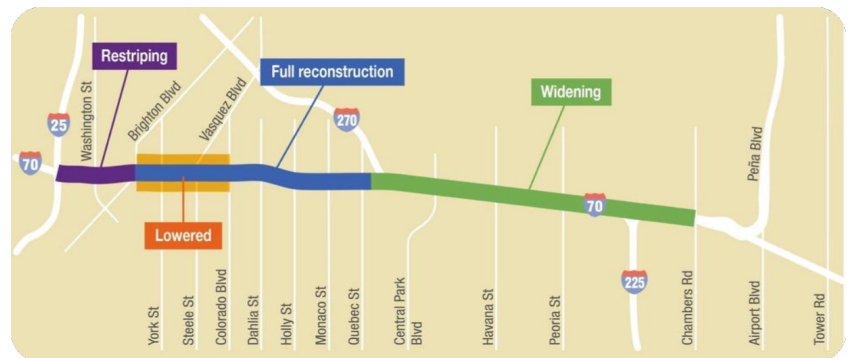 Restriping
Full reconstruction
Widening
Lowered
25
70
270
70
225
Washington St
Brighton Blvd
Vasquez Blvd
Peña Blvd
York St
Steele St
Colorado Blvd
Dahlia St
Holly St
Monaco St
Quebec St
Central Park
Blvd
Havana St
Peoria St
Chambers Rd
Airport Blvd
Tower Rd